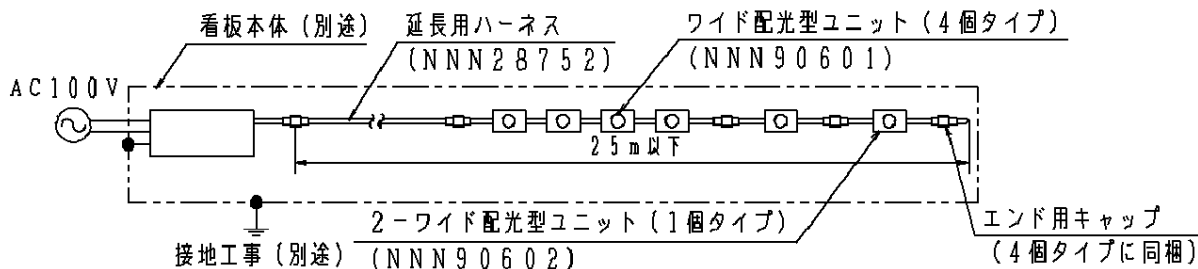 看板本体（別途）
延長用ハーネス
（NNN28752）
ワイド配光型ユニット（4個タイプ）
（NNN90601）
AC100V
25m以下
2－ワイド配光型ユニット（1個タイプ）
（NNN90602）
エンド用キャップ
（4個タイプに同梱）
接地工事（別途）